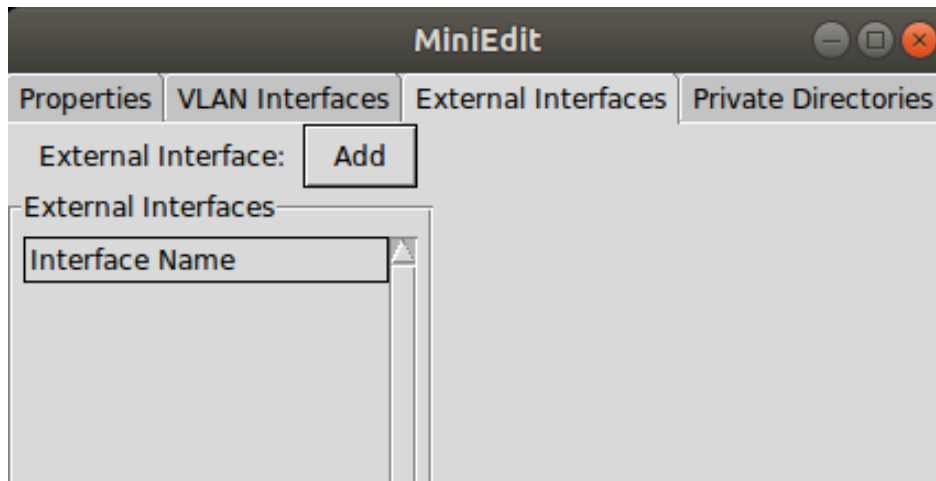 MiniEdit
Properties VLAN Interfaces External Interfaces Private Directories
External Interface: Add
External Interfaces
Interface Name